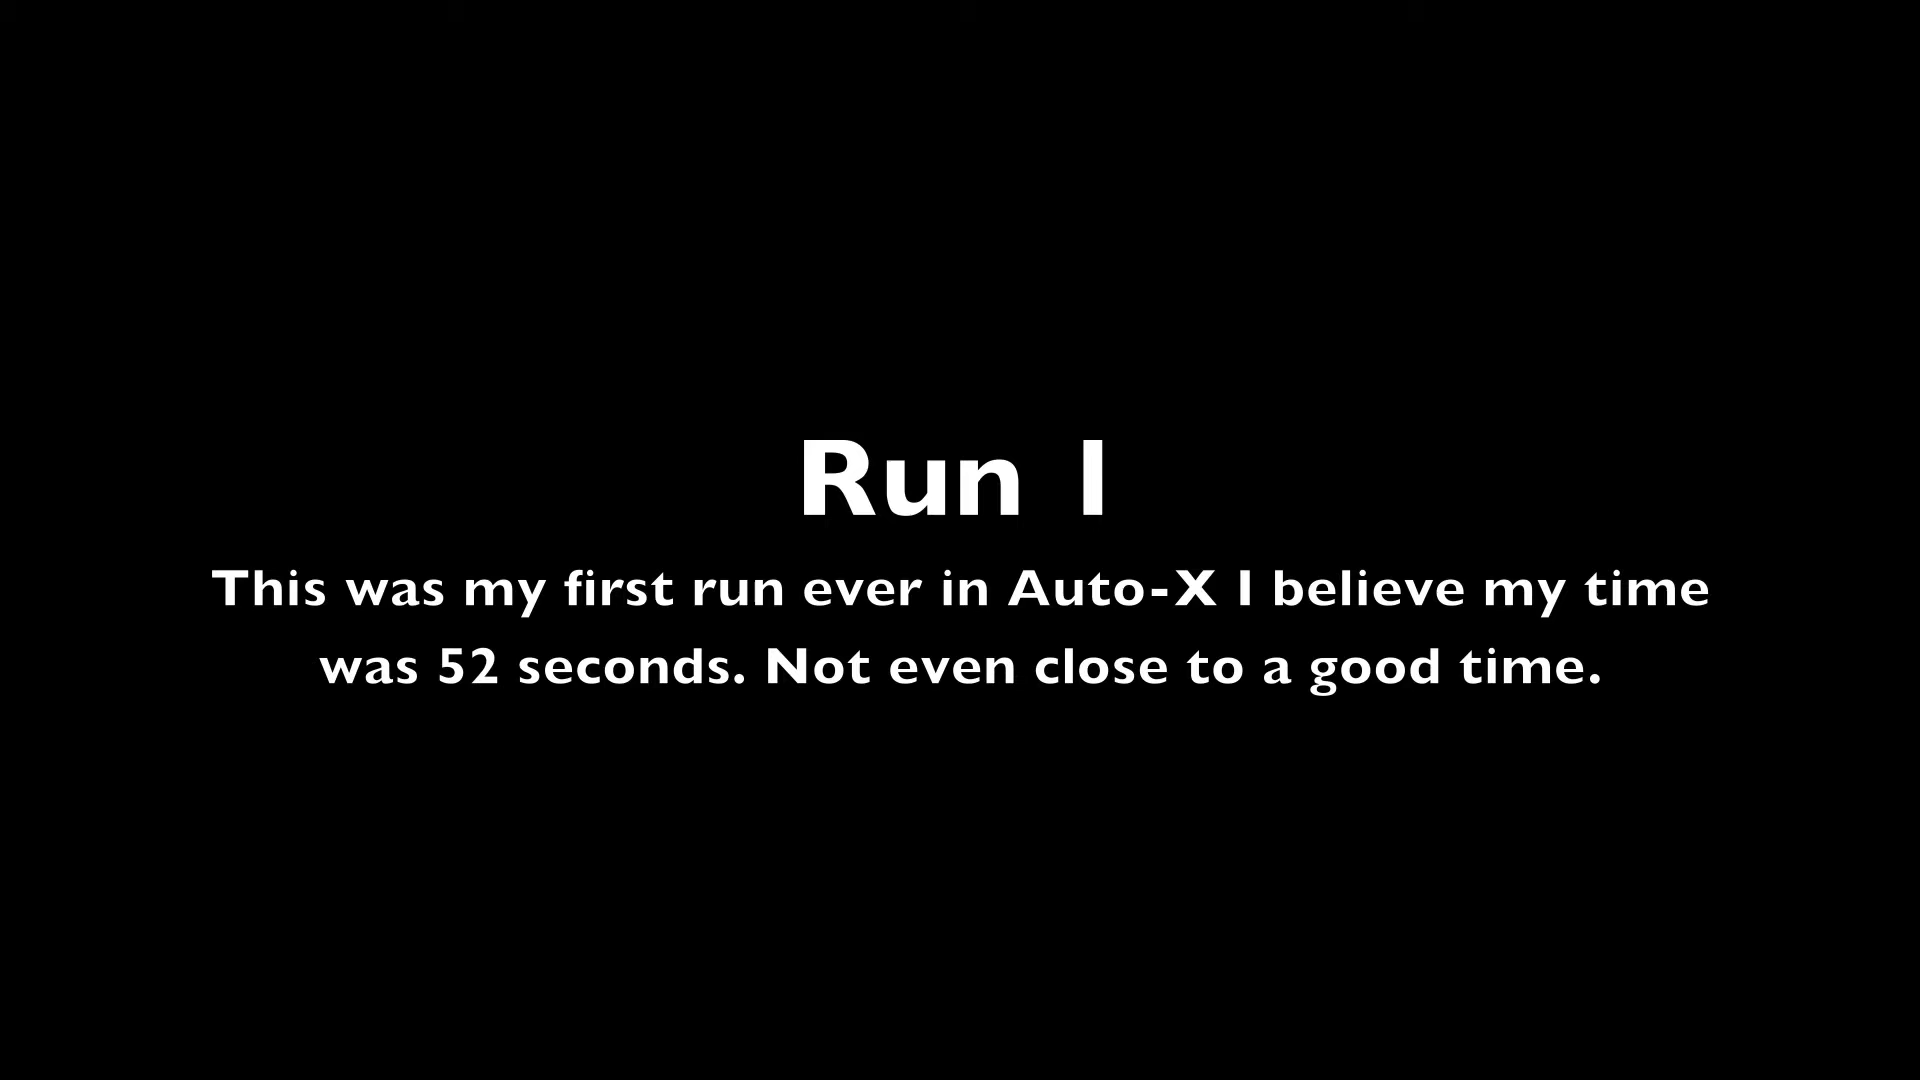 Run 1
This was my first run ever in Auto-X I believe my time
was 52 seconds. Not even close to a good time.